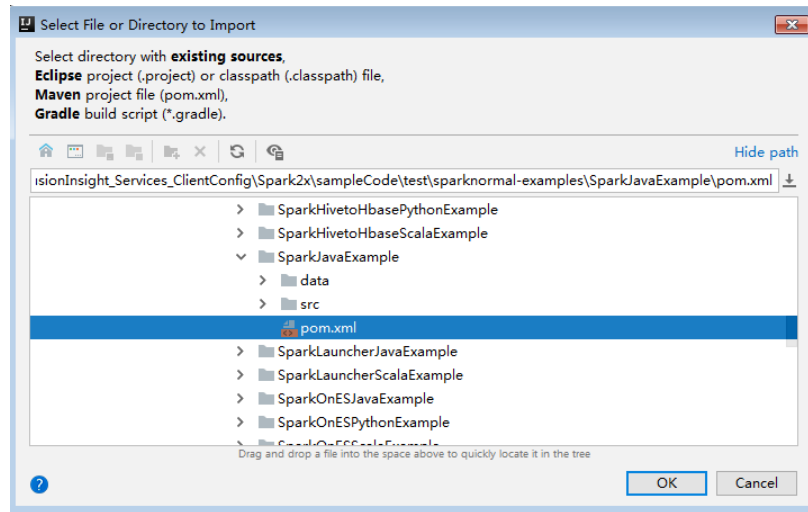 Select File or Directory to Import
Select directory with existing sources,
Eclipse project (.project) or classpath (.classpath) file,
Maven project file (pom.xml),
Gradle build script (*.gradle).
Hide path
ısionInsight_Services_ClientConfig\Spark2x\sampleCode\test\sparknormal-examples\SparkJavaExample\pom.xml
SparkHivetoHbasePythonExample
SparkHivetoHbaseScalaExample
SparkJavaExample
data
src
pom.xml
SparkLauncherJavaExample
SparkLauncherScalaExample
SparkOnESJavaExample
SparkOnESPythonExample
Drag and drop a file into the space above to quickly locate it in the tree
OK Cancel